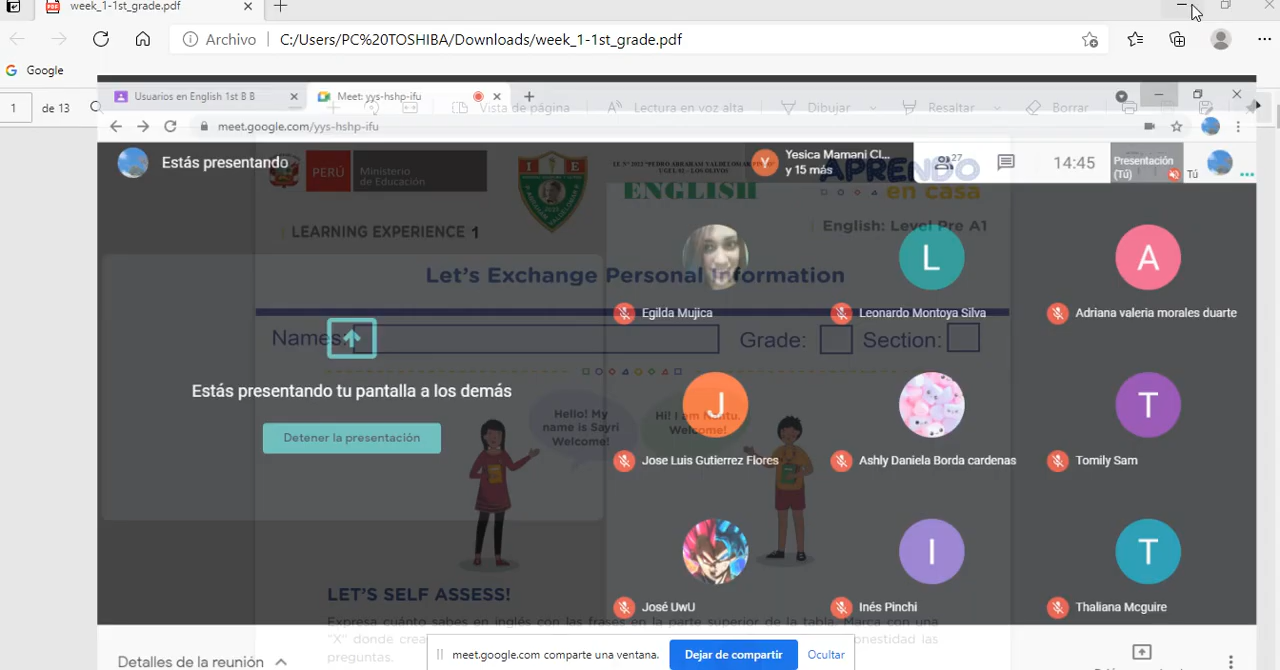 week_1-1st_grade.pdf
Archivo
C:/Users/PC%20TOSHIBA/Downloads/week_1-1st_grade.pdf
Google
1 de 13
Vista de página
Lectura en voz alta
Dibujar
Resaltar
Borrar
Usuarios en English 1st B B
Meet: yys-hshp-ifu
meet.google.com/yys-hshp-ifu
Estás presentando
Yesica Mamani Cl...
y 15 más
27
14:45
Presentación
(Tú)
Tú
PERÚ
Ministerio
de Educación
I E
ENGLISH
APRENDO
en casa
LEARNING EXPERIENCE 1
English: Level Pre A1
Let's Exchange Personal Information
Names:
Grade:
Section:
Estás presentando tu pantalla a los demás
Detener la presentación
Hello! My
name is Sayri
Welcome!
Welcome!
Egilda Mujica
L
Leonardo Montoya Silva
A
Adriana valeria morales duarte
J
Jose Luis Gutierrez Flores
Ashly Daniela Borda cardenas
T
Tomily Sam
José UwU
I
Inés Pinchi
T
Thaliana Mcguire
LET'S SELF ASSESS!
Expresa cuánto sabes en inglés con las frases en la parte superior de la tabla. Marca con una
"X" donde
las
preguntas.
meet.google.com comparte una ventana.
Dejar de compartir
Ocultar
Detalles de la reunión